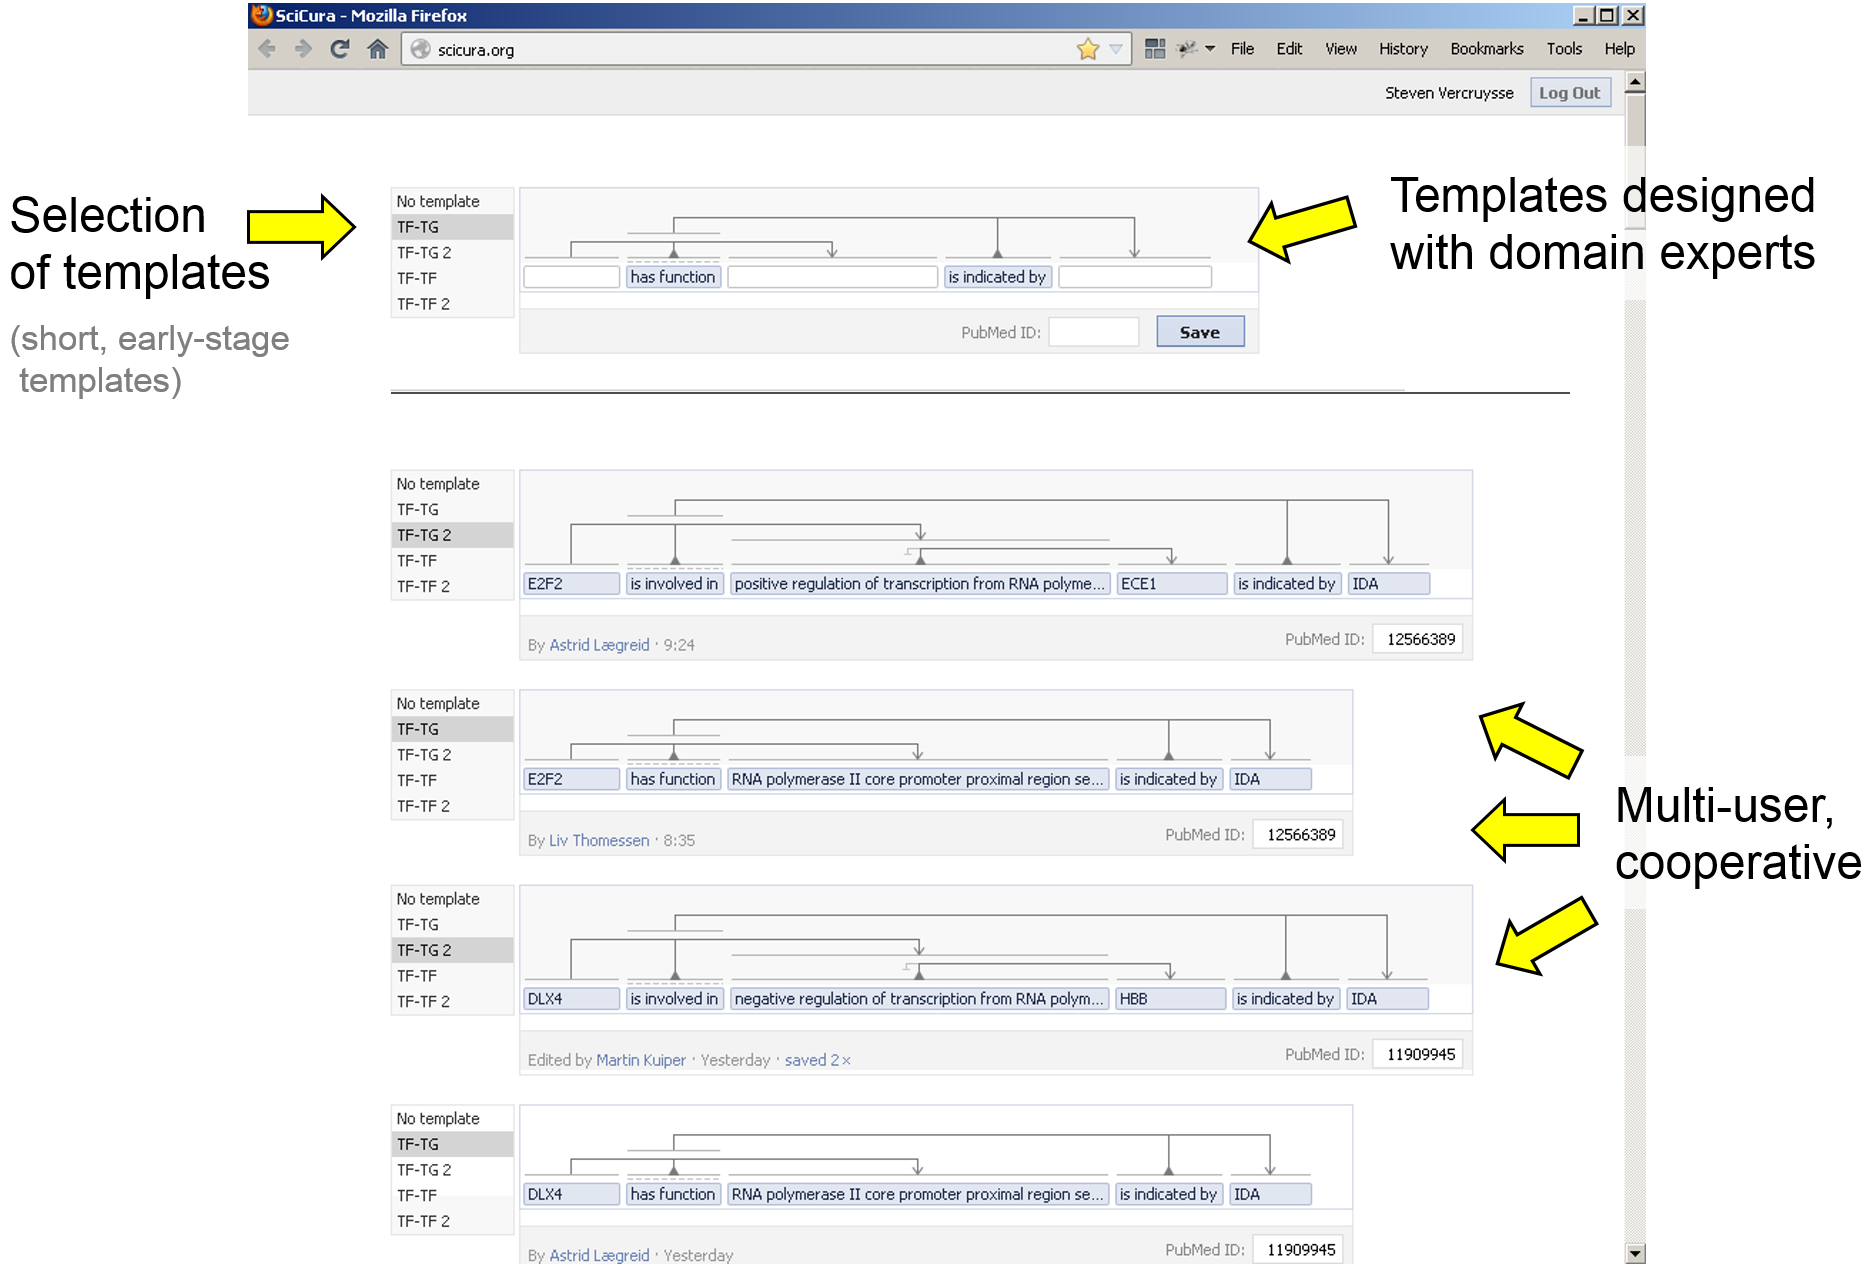 SciCura - Mozilla Firefox
scicura.org
File Edit View History Bookmarks Tools Help
Steven Vercruysse Log Out
Selection
of templates
(short, early-stage
templates)
Templates designed
with domain experts
No template
TF-TG
TF-TG 2
TF-TF
TF-TF 2
has function is indicated by
PubMed ID: Save
No template
TF-TG
TF-TG 2
TF-TF
TF-TF 2
E2F2 is involved in positive regulation of transcription from RNA polyme... ECE1 is indicated by IDA
By Astrid Lægreid · 9:24 PubMed ID: 12566389
No template
TF-TG
TF-TG 2
TF-TF
TF-TF 2
E2F2 has function RNA polymerase II core promoter proximal region se... is indicated by IDA
By Liv Thomessen · 8:35 PubMed ID: 12566389
Multi-user,
cooperative
No template
TF-TG
TF-TG 2
TF-TF
TF-TF 2
DLX4 is involved in negative regulation of transcription from RNA polym... HBB is indicated by IDA
Edited by Martin Kuiper · Yesterday · saved 2× PubMed ID: 11909945
No template
TF-TG
TF-TG 2
TF-TF
TF-TF 2
DLX4 has function RNA polymerase II core promoter proximal region se... is indicated by IDA
By Astrid Lægreid · Yesterday PubMed ID: 11909945